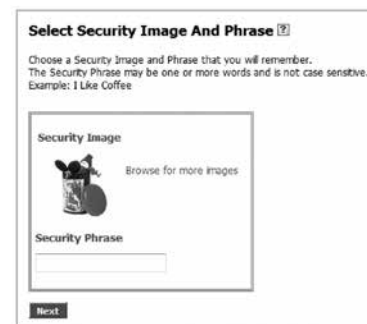 Select Security Image And Phrase ?
Choose a Security Image and Phrase that you will remember.
The Security Phrase may be one or more words and is not case sensitive.
Example: I Like Coffee
Security Image
Browse for more images
Security Phrase
Next